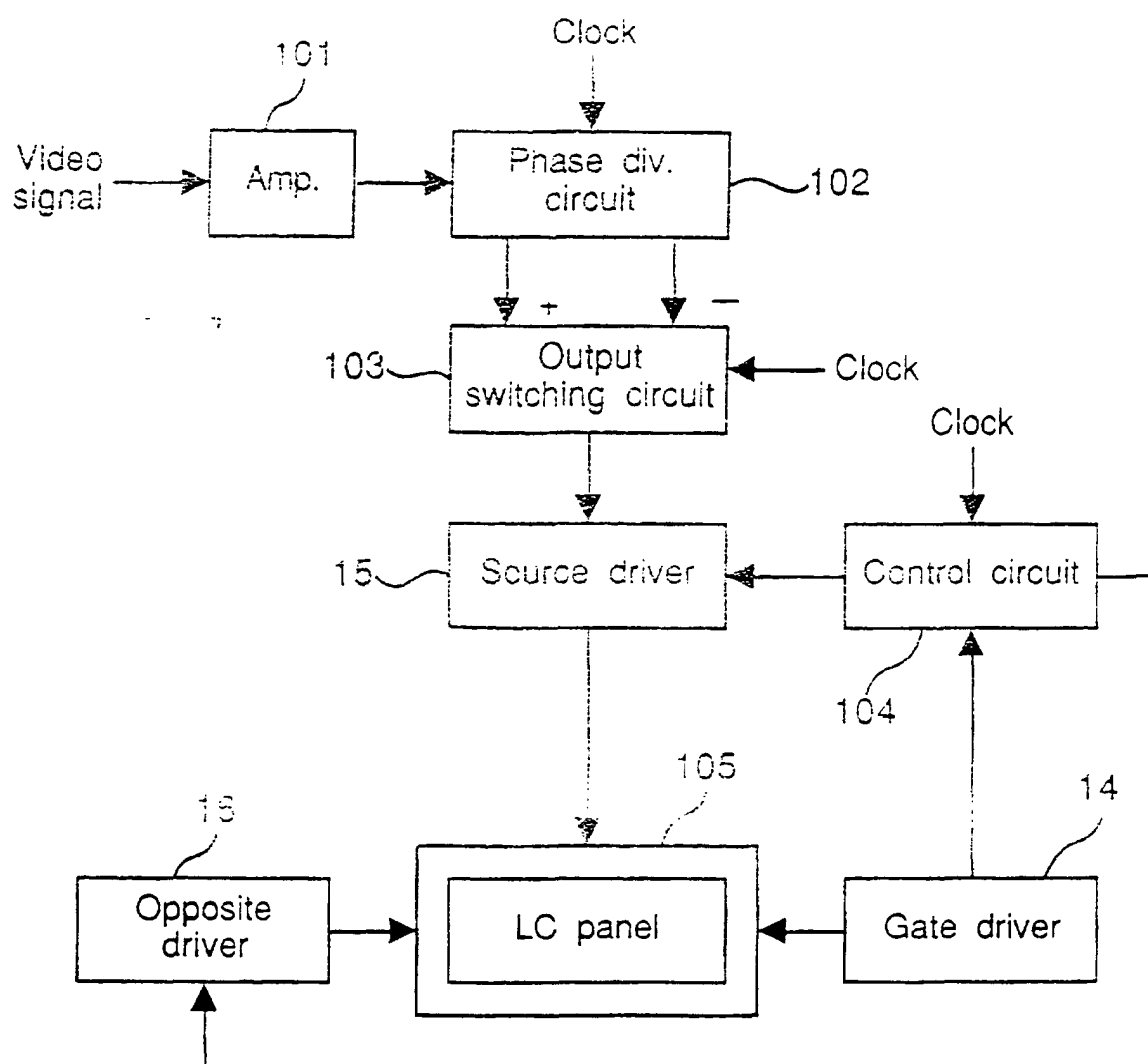 Clock
101
Video
signal
Amp.
Phase div.
circuit
102
+
−
103
Output
switching circuit
Clock
Clock
15
Source driver
Control circuit
104
105
14
Opposite
driver
LC panel
Gate driver